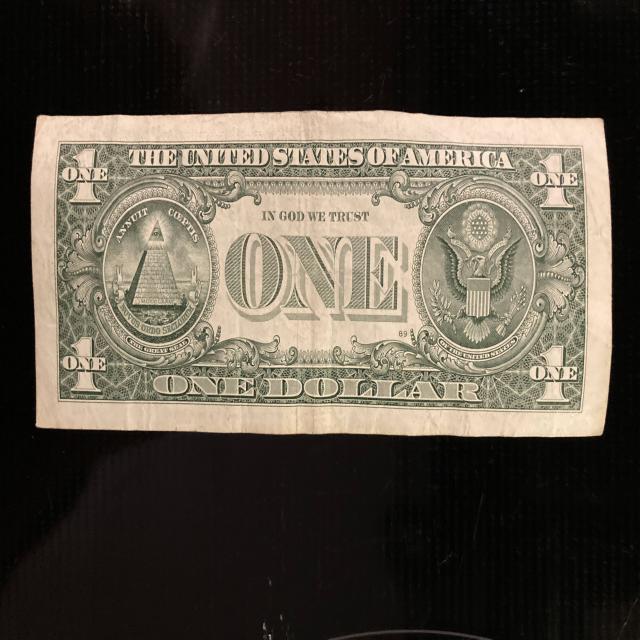 THE UNITED STATES OF AMERICA
1
ONE
1
ONE
ANNUIT CŒPTIS
IN GOD WE TRUST
ONE
NOVUS ORDO SECLORUM
THE GREAT SEAL
OF THE UNITED STATES
89
1
ONE
1
ONE
ONE DOLLAR